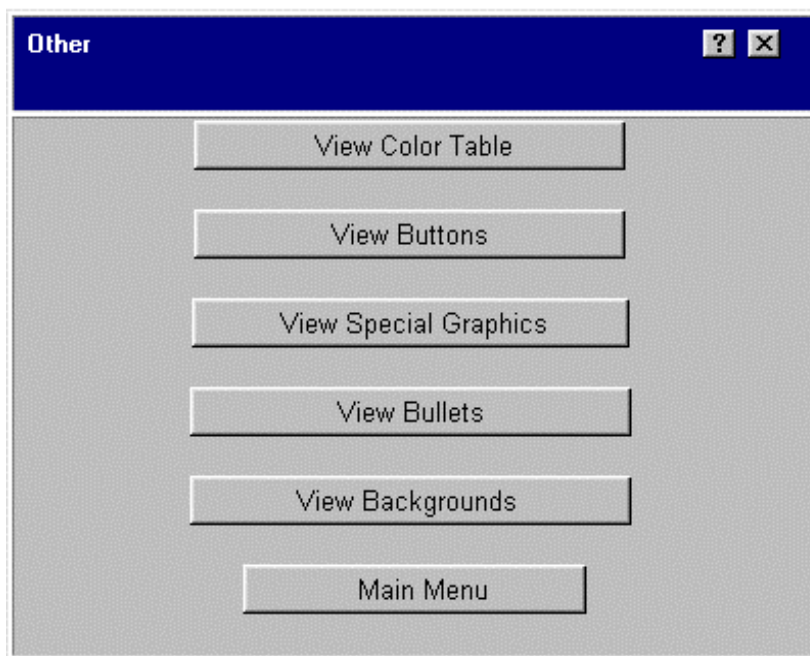 Other ? X
View Color Table
View Buttons
View Special Graphics
View Bullets
View Backgrounds
Main Menu